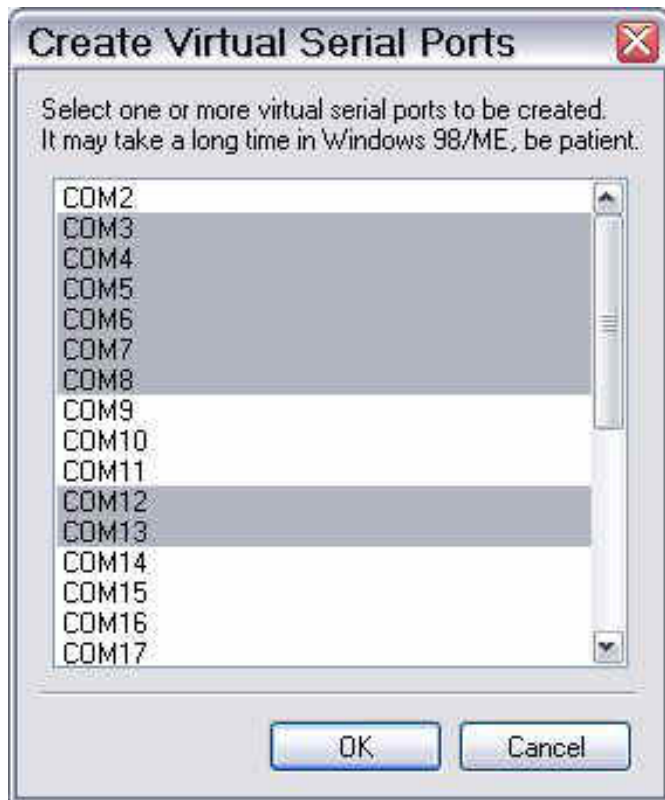 Create Virtual Serial Ports
Select one or more virtual serial ports to be created.
It may take a long time in Windows 98/ME, be patient.
COM2
COM3
COM4
COM5
COM6
COM7
COM8
COM9
COM10
COM11
COM12
COM13
COM14
COM15
COM16
COM17
OK Cancel